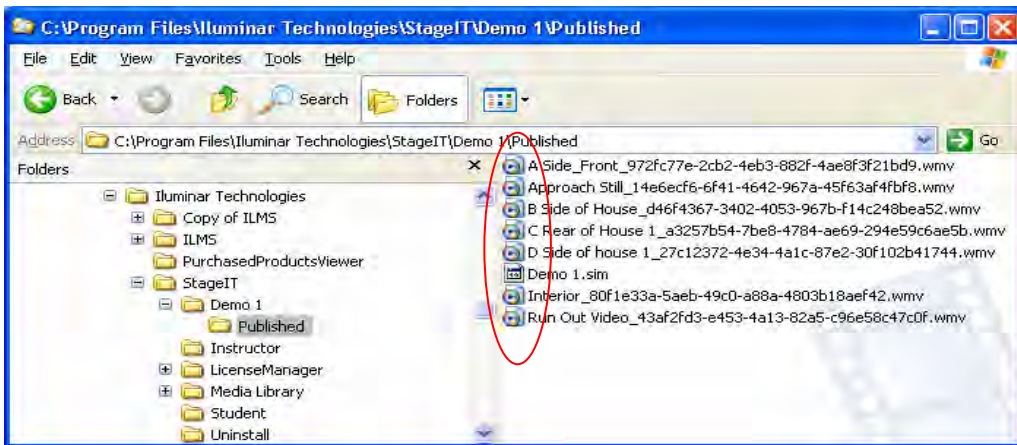 C:\Program Files\Iluminar Technologies\StageIT\Demo 1\Published
File Edit View Favorites Tools Help
Back Search Folders
Address C:\Program Files\Iluminar Technologies\StageIT\Demo 1\Published Go
Folders
Iluminar Technologies
Copy of ILMS
ILMS
PurchasedProductsViewer
StageIT
Demo 1
Published
Instructor
LicenseManager
Media Library
Student
Uninstall
A Side_Front_972fc77e-2cb2-4eb3-882f-4ae8f3f21bd9.wmv
Approach Still_14e6ecf6-6f41-4642-967a-45f63af4fbf8.wmv
B Side of House_d46f4367-3402-4053-967b-f14c248bea52.wmv
C Rear of House 1_a3257b54-7be8-4784-ae69-294e59c6ae5b.wmv
D Side of house 1_27c12372-4e34-4a1c-87e2-30f102b41744.wmv
Demo 1.sim
Interior_80f1e33a-5aeb-49c0-a88a-4803b18aef42.wmv
Run Out Video_43af2fd3-e453-4a13-82a5-c96e58c47c0f.wmv